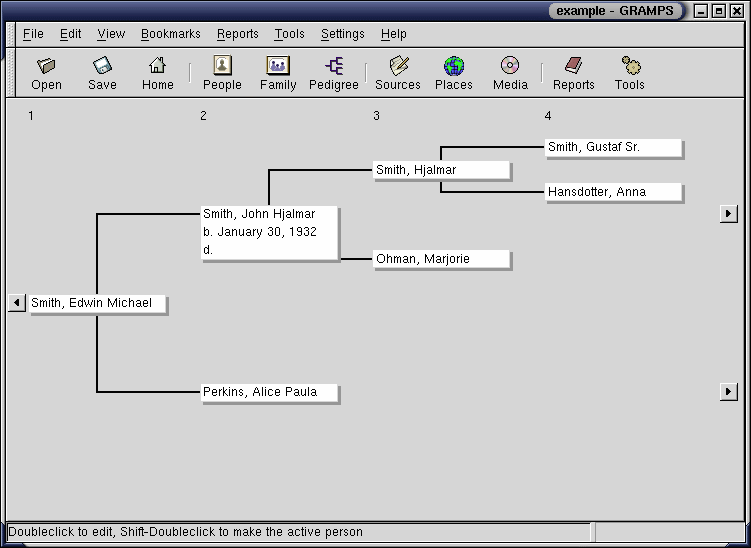 example - GRAMPS
File Edit View Bookmarks Reports Tools Settings Help
Open Save Home People Family Pedigree Sources Places Media Reports Tools
1 2 3 4
Smith, Gustaf Sr.
Smith, Hjalmar
Hansdotter, Anna
Smith, John Hjalmar
b. January 30, 1932
d.
Ohman, Marjorie
Smith, Edwin Michael
Perkins, Alice Paula
Doubleclick to edit, Shift-Doubleclick to make the active person